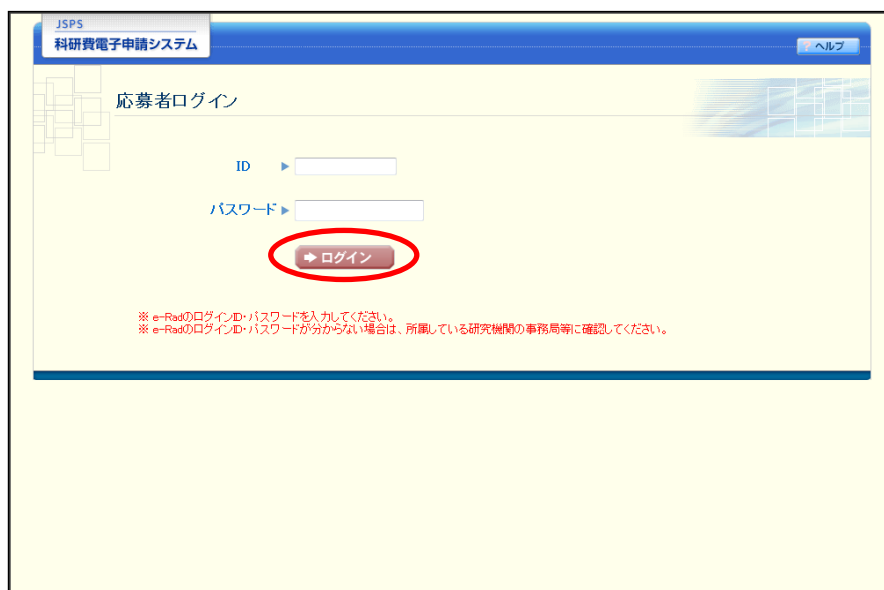 JSPS
科研費電子申請システム
? ヘルプ
応募者ログイン
ID
パスワード
ログイン
※ e-RadのログインID・パスワードを入力してください。
※ e-RadのログインID・パスワードが分からない場合は、所属している研究機関の事務局等に確認してください。